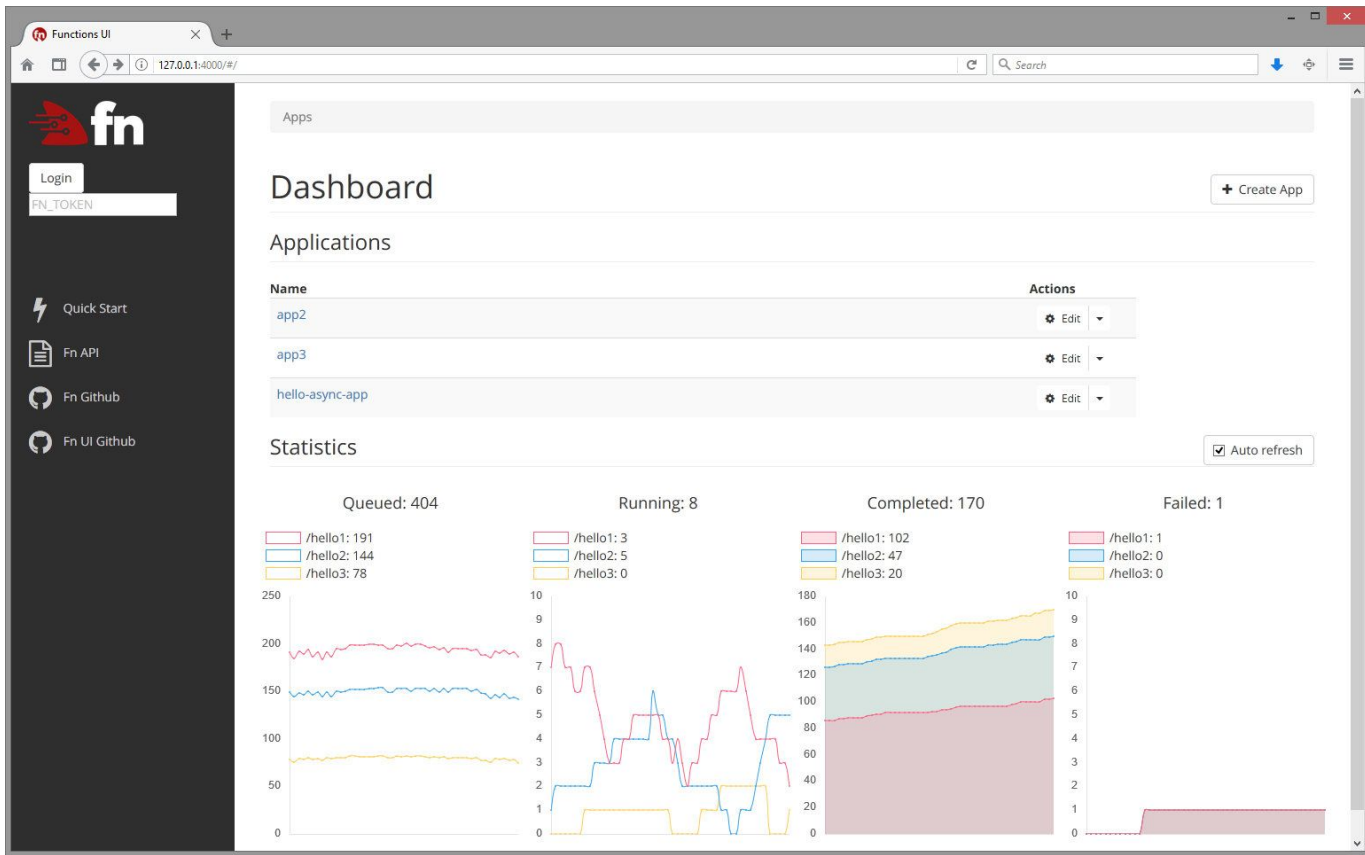 Functions UI
127.0.0.1:4000/#/
Search
fn
Login
FN_TOKEN
Quick Start
Fn API
Fn Github
Fn UI Github
Apps
Dashboard
Create App
Applications
Name Actions
app2 Edit
app3 Edit
hello-async-app Edit
Statistics
Auto refresh
Queued: 404
/hello1: 191
/hello2: 144
/hello3: 78
250
200
150
100
50
0
Running: 8
/hello1: 3
/hello2: 5
/hello3: 0
10
9
8
7
6
5
4
3
2
1
0
Completed: 170
/hello1: 102
/hello2: 47
/hello3: 20
180
160
140
120
100
80
60
40
20
0
Failed: 1
/hello1: 1
/hello2: 0
/hello3: 0
10
9
8
7
6
5
4
3
2
1
0